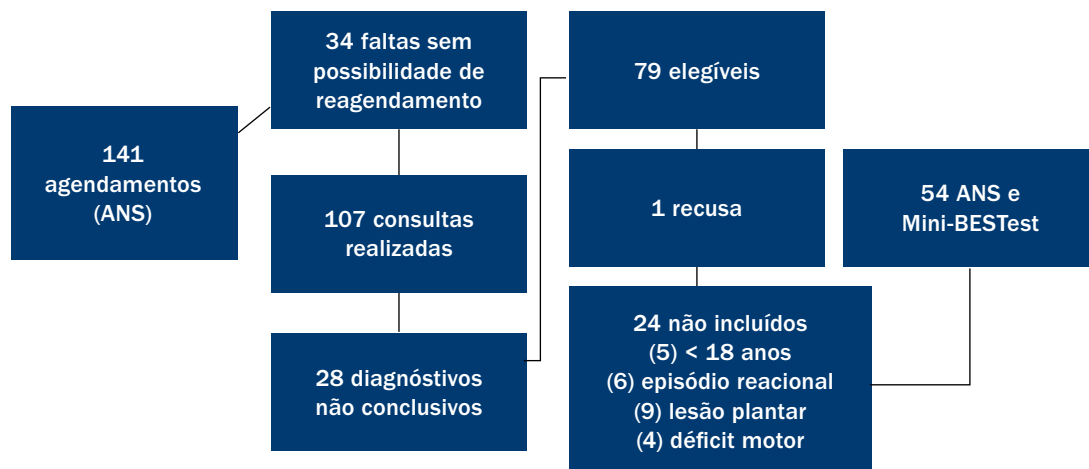 141
agendamentos
(ANS)
34 faltas sem
possibilidade de
reagendamento
107 consultas
realizadas
28 diagnóstivos
não conclusivos
79 elegíveis
1 recusa
24 não incluídos
(5) < 18 anos
(6) episódio reacional
(9) lesão plantar
(4) déficit motor
54 ANS e
Mini-BESTest